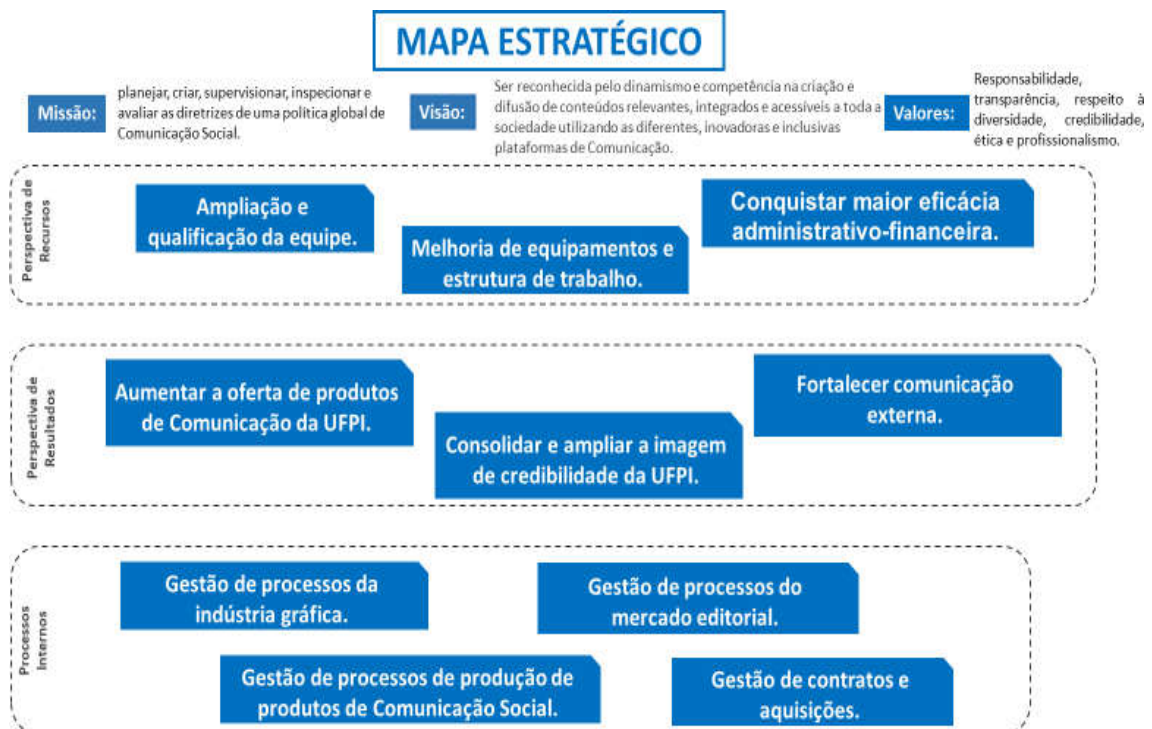 MAPA ESTRATÉGICO
Missão:
planejar, criar, supervisionar, inspecionar e
avaliar as diretrizes de uma política global de
Comunicação Social.
Visão:
Ser reconhecida pelo dinamismo e competência na criação e
difusão de conteúdos relevantes, integrados e acessíveis a toda a
sociedade utilizando as diferentes, inovadoras e inclusivas
plataformas de Comunicação.
Valores:
Responsabilidade,
transparência, respeito à
diversidade, credibilidade,
ética e profissionalismo.
Perspectiva de
Recursos
Ampliação e
qualificação da equipe.
Melhoria de equipamentos e
estrutura de trabalho.
Conquistar maior eficácia
administrativo-financeira.
Perspectiva de
Resultados
Aumentar a oferta de produtos
de Comunicação da UFPI.
Consolidar e ampliar a imagem
de credibilidade da UFPI.
Fortalecer comunicação
externa.
Processos
Internos
Gestão de processos da
indústria gráfica.
Gestão de processos do
mercado editorial.
Gestão de processos de produção de
produtos de Comunicação Social.
Gestão de contratos e
aquisições.